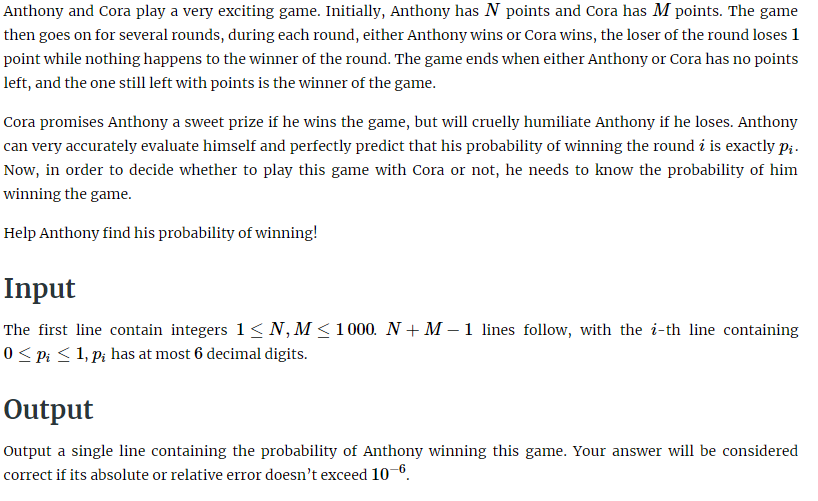 Anthony and Cora play a very exciting game. Initially, Anthony has N points and Cora has M points. The game
then goes on for several rounds, during each round, either Anthony wins or Cora wins, the loser of the round loses 1
point while nothing happens to the winner of the round. The game ends when either Anthony or Cora has no points
left, and the one still left with points is the winner of the game.
Cora promises Anthony a sweet prize if he wins the game, but will cruelly humiliate Anthony if he loses. Anthony
can very accurately evaluate himself and perfectly predict that his probability of winning the round i is exactly p_i.
Now, in order to decide whether to play this game with Cora or not, he needs to know the probability of him
winning the game.
Help Anthony find his probability of winning!
Input
The first line contain integers 1 ≤ N, M ≤ 1 000. N + M − 1 lines follow, with the i-th line containing
0 ≤ p_i ≤ 1, p_i has at most 6 decimal digits.
Output
Output a single line containing the probability of Anthony winning this game. Your answer will be considered
correct if its absolute or relative error doesn't exceed 10^{−6}.